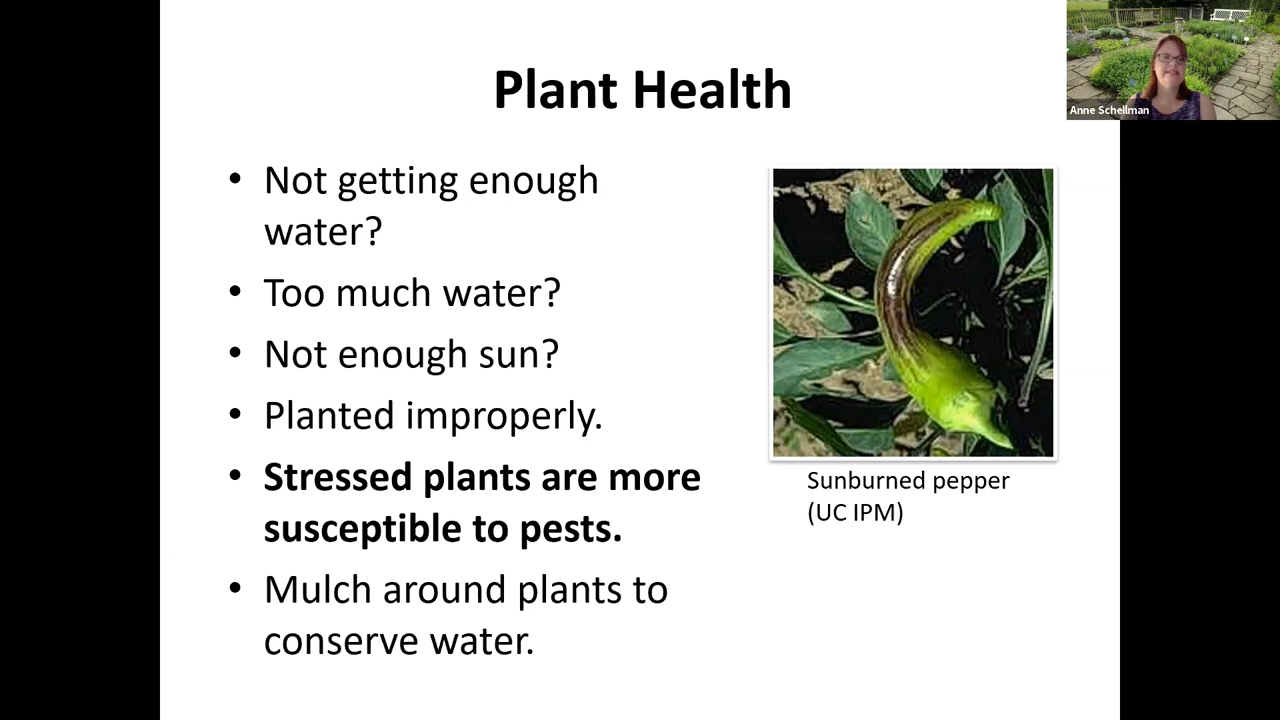 Plant Health
Anne Schellman
• Not getting enough
water?
• Too much water?
• Not enough sun?
• Planted improperly.
• Stressed plants are more
susceptible to pests.
• Mulch around plants to
conserve water.
Sunburned pepper
(UC IPM)